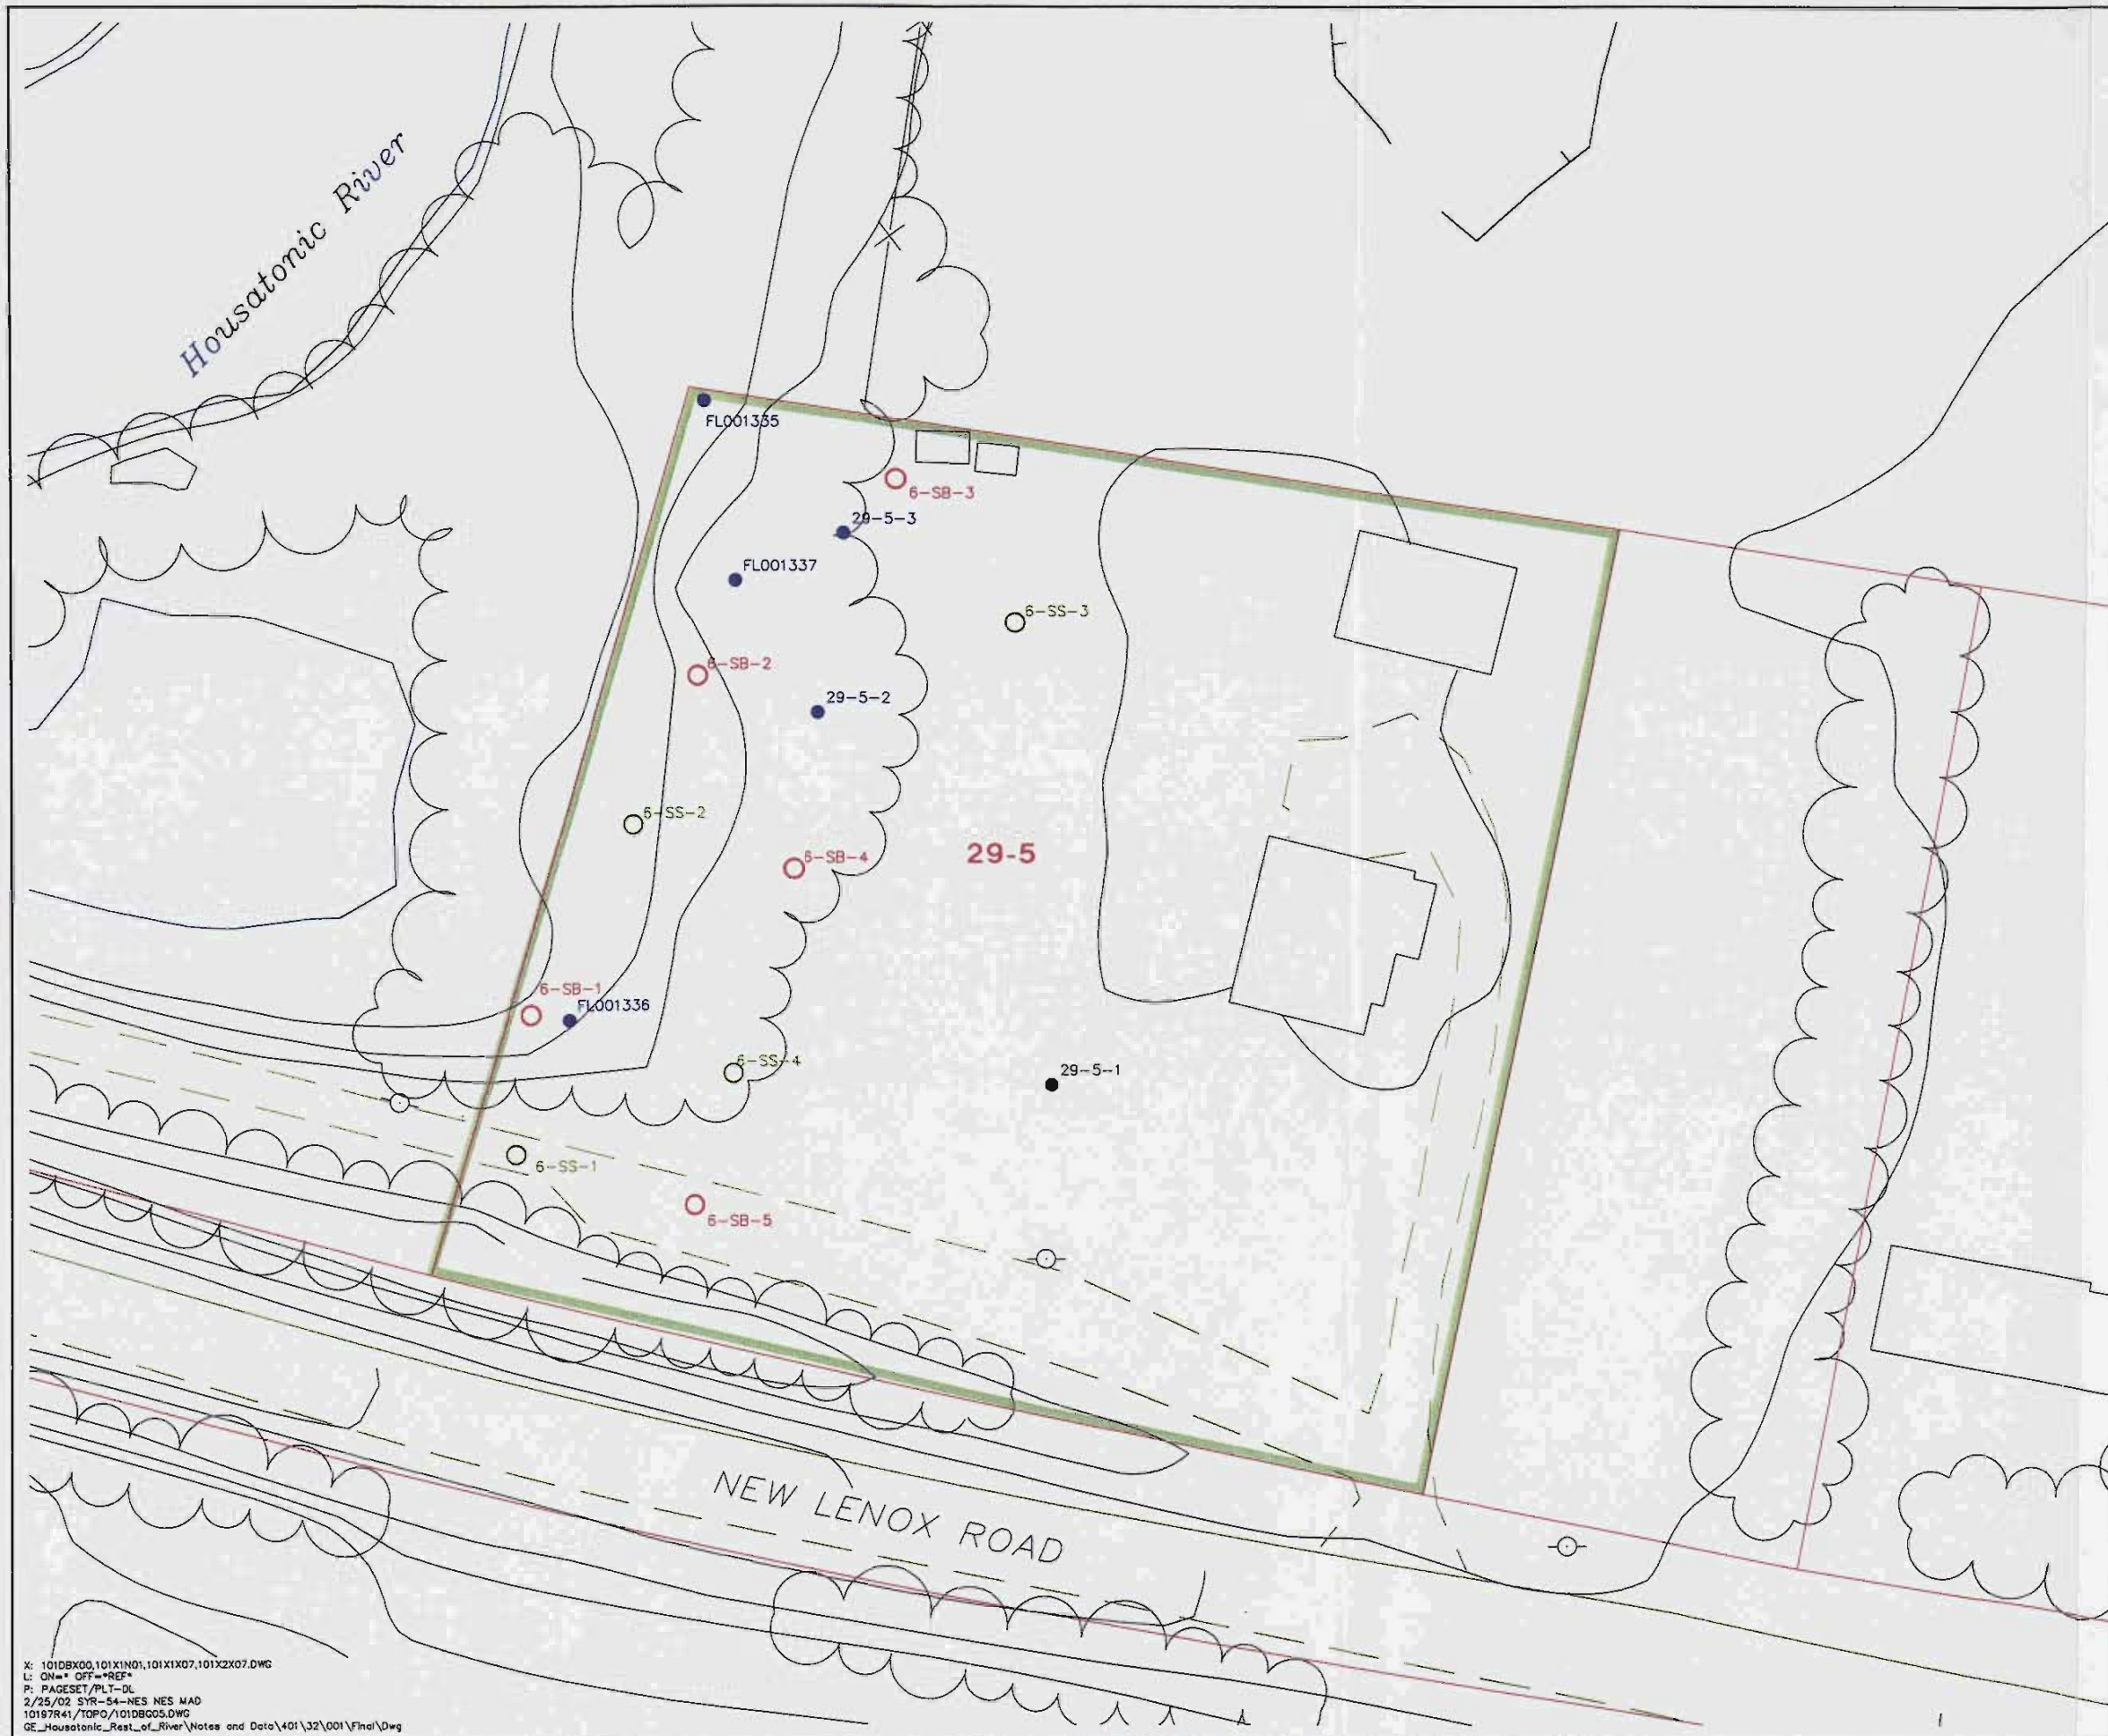 Housatonic River
FL001335
6-SB-3
29-5-3
FL001337
6-SS-3
6-SB-2
29-5-2
6-SS-2
29-5
6-SB-4
6-SB-1
FL001336
6-SS-4
29-5-1
6-SS-1
6-SB-5
NEW LENOX ROAD
X: 101DBX00,101X1N01,101X1X07,101X2X07.DWG
L: ON=* OFF=*REF*
P: PAGESET/PLT-DL
2/25/02 SYR-54-NES NES MAD
10197R41/TOPO/101DBG05.DWG
GE_Housatonic_Rest_of_River\Notes and Data\401\32\001\Final\Dwg